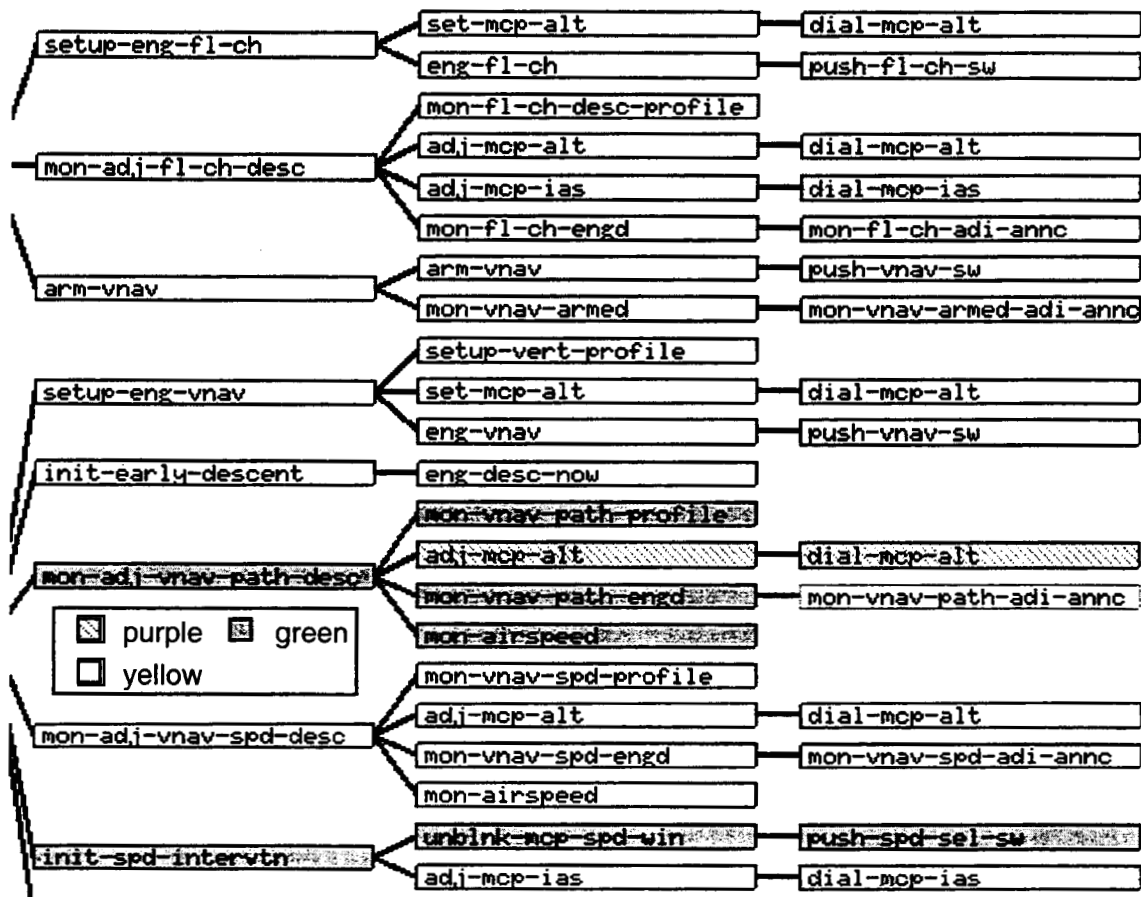 set-mcp-alt
dial-mcp-alt
setup-eng-fl-ch
eng-fl-ch
push-fl-ch-sw
mon-fl-ch-desc-profile
adj-mcp-alt
dial-mcp-alt
mon-adj-fl-ch-desc
adj-mcp-ias
dial-mcp-ias
mon-fl-ch-engd
mon-fl-ch-adi-annc
arm-vnav
push-vnav-sw
arm-vnav
mon-vnav-armed
mon-vnav-armed-adi-annc
setup-vert-profile
setup-eng-vnav
set-mcp-alt
dial-mcp-alt
eng-vnav
push-vnav-sw
init-early-descent
eng-desc-now
mon-vnav-path-profile
adj-mcp-alt
dial-mcp-alt
mon-adj-vnav-path-desc
mon-vnav-path-engd
mon-vnav-path-adi-annc
mon-airspeed
purple
green
yellow
mon-vnav-spd-profile
adj-mcp-alt
dial-mcp-alt
mon-adj-vnav-spd-desc
mon-vnav-spd-engd
mon-vnav-spd-adi-annc
mon-airspeed
unblnk-mcp-spd-win
push-spd-sel-sw
init-spd-intervtn
adj-mcp-ias
dial-mcp-ias